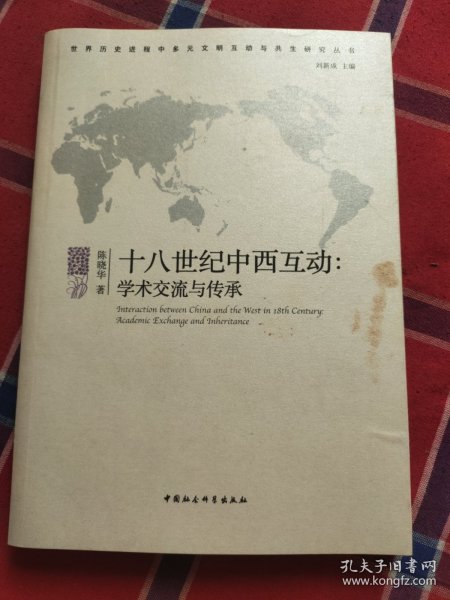 世界历史进程中多元文明互动与共生研究丛书
刘新成 主编
陈晓华 著
十八世纪中西互动：
学术交流与传承
Interaction between China and the West in 18th Century:
Academic Exchange and Inheritance
中国社会科学出版社
孔夫子旧书网
www.kongfz.com